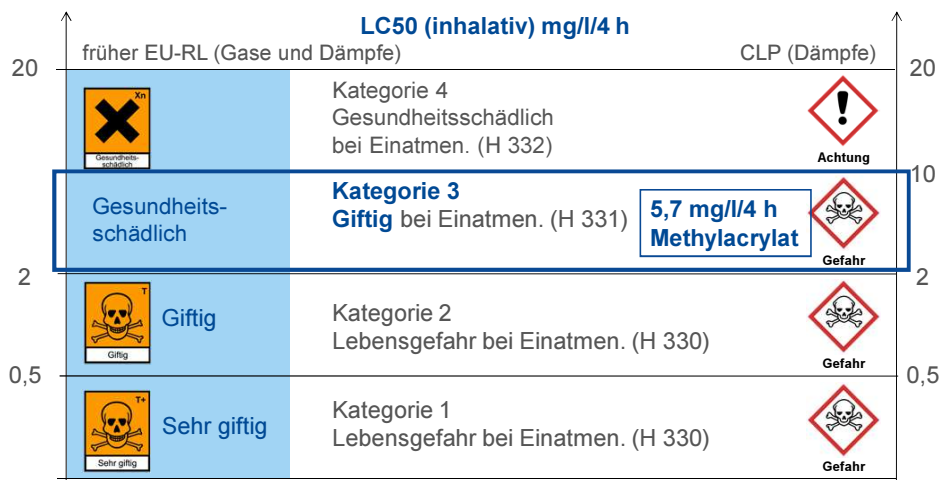 LC50 (inhalativ) mg/l/4 h
früher EU-RL (Gase und Dämpfe)
CLP (Dämpfe)
20
20
Xn
Gesundheits-
schädlich
Kategorie 4
Gesundheitsschädlich
bei Einatmen. (H 332)
Achtung
10
Gesundheits-
schädlich
Kategorie 3
Giftig bei Einatmen. (H 331)
5,7 mg/l/4 h
Methylacrylat
Gefahr
2
2
T
Giftig
Giftig
Kategorie 2
Lebensgefahr bei Einatmen. (H 330)
Gefahr
0,5
0,5
T+
Sehr giftig
Sehr giftig
Kategorie 1
Lebensgefahr bei Einatmen. (H 330)
Gefahr